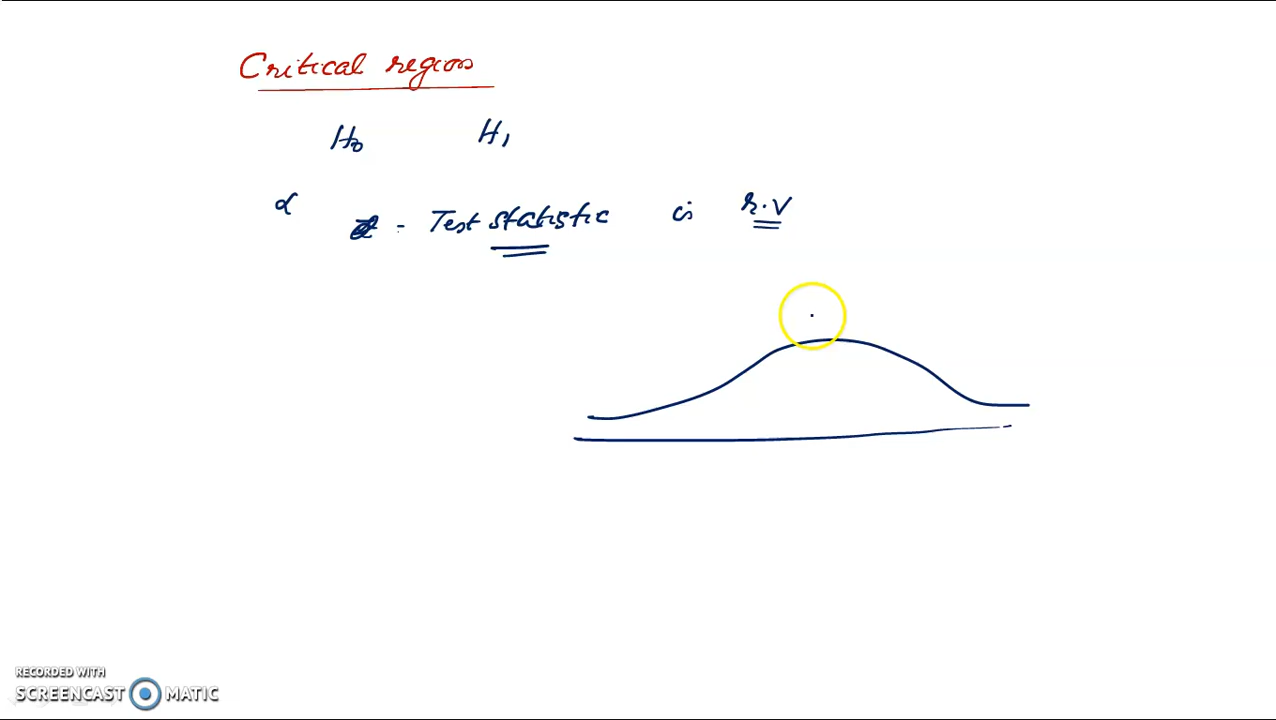 Critical region
H0 H1
α
- Test statistic is r.v
RECORDED WITH
SCREENCAST MATIC